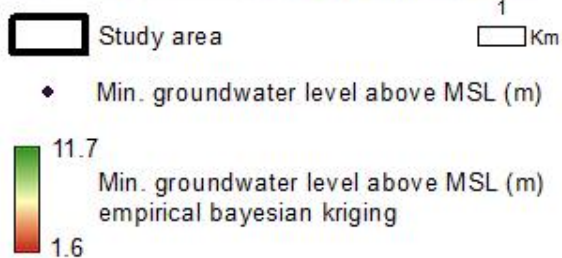 1
Study area
Km
Min. groundwater level above MSL (m)
11.7
Min. groundwater level above MSL (m)
empirical bayesian kriging
1.6